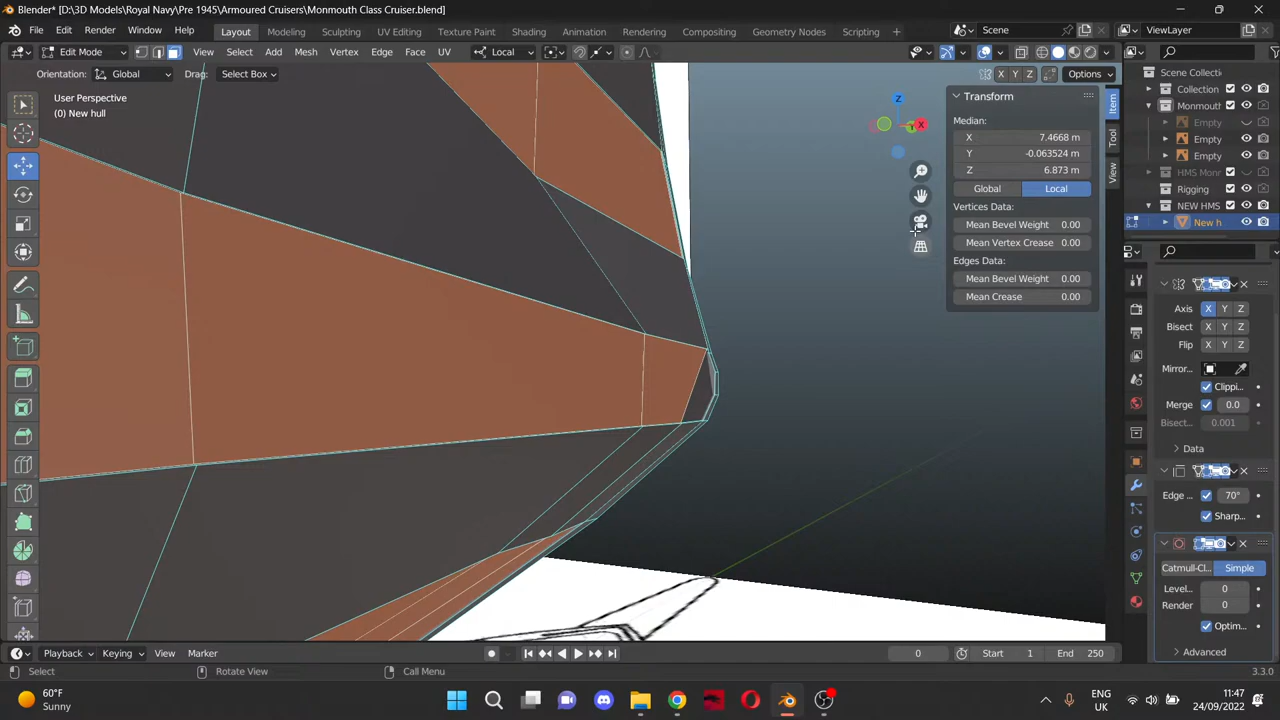 Blender* [D:\3D Models\Royal Navy\Pre 1945\Armoured Cruisers\Monmouth Class Cruiser.blend]
File Edit Render Window Help Layout Modeling Sculpting UV Editing Texture Paint Shading Animation Rendering Compositing Geometry Nodes Scripting + Scene ViewLayer
Edit Mode View Select Add Mesh Vertex Edge Face UV Local
Orientation: Global Drag: Select Box X Y Z Options
User Perspective
(0) New hull
Transform
Median:
X 7.4668 m
Y -0.063524 m
Z 6.873 m
Global Local
Vertices Data:
Mean Bevel Weight 0.00
Mean Vertex Crease 0.00
Edges Data:
Mean Bevel Weight 0.00
Mean Crease 0.00
Item
Tool
View
Z
X
Scene Collecti
Collection
Monmout
Empty
Empty
Empty
HMS Monr
Rigging
NEW HMS
New h
Axis X Y Z
Bisect X Y Z
Flip X Y Z
Mirror..
Clippi
Merge 0.0
Bisect... 0.001
Data
Edge ... 70°
Sharp...
Catmull-Cl... Simple
Level... 0
Render 0
Optim...
Advanced
Playback Keying View Marker 0 Start 1 End 250
Select Rotate View Call Menu 3.3.0
60°F
Sunny
ENG
UK
11:47
24/09/2022